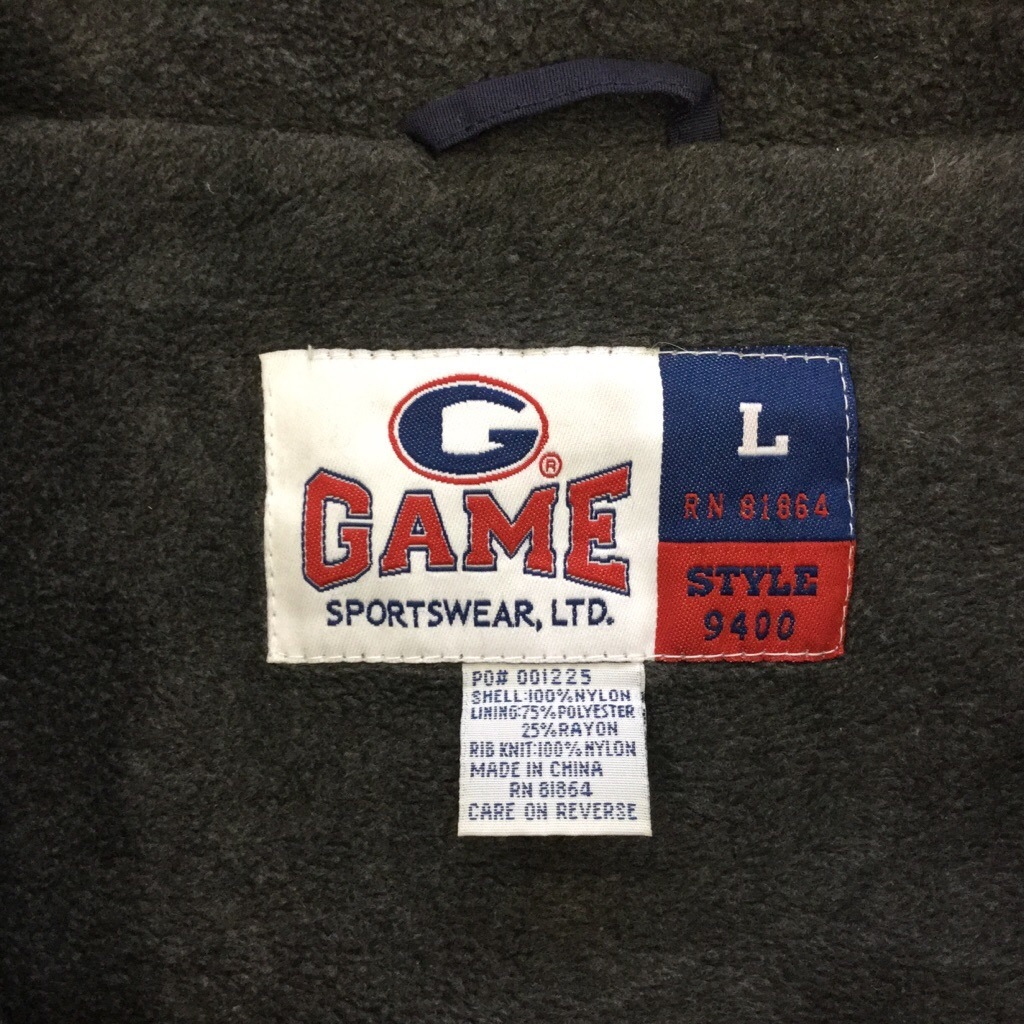 G®
GAME
SPORTSWEAR, LTD.
L
RN 81864
STYLE
9400
PO# 001225
SHELL:100%NYLON
LINING:75%POLYESTER
25%RAYON
RIB KNIT:100%NYLON
MADE IN CHINA
RN 81864
CARE ON REVERSE